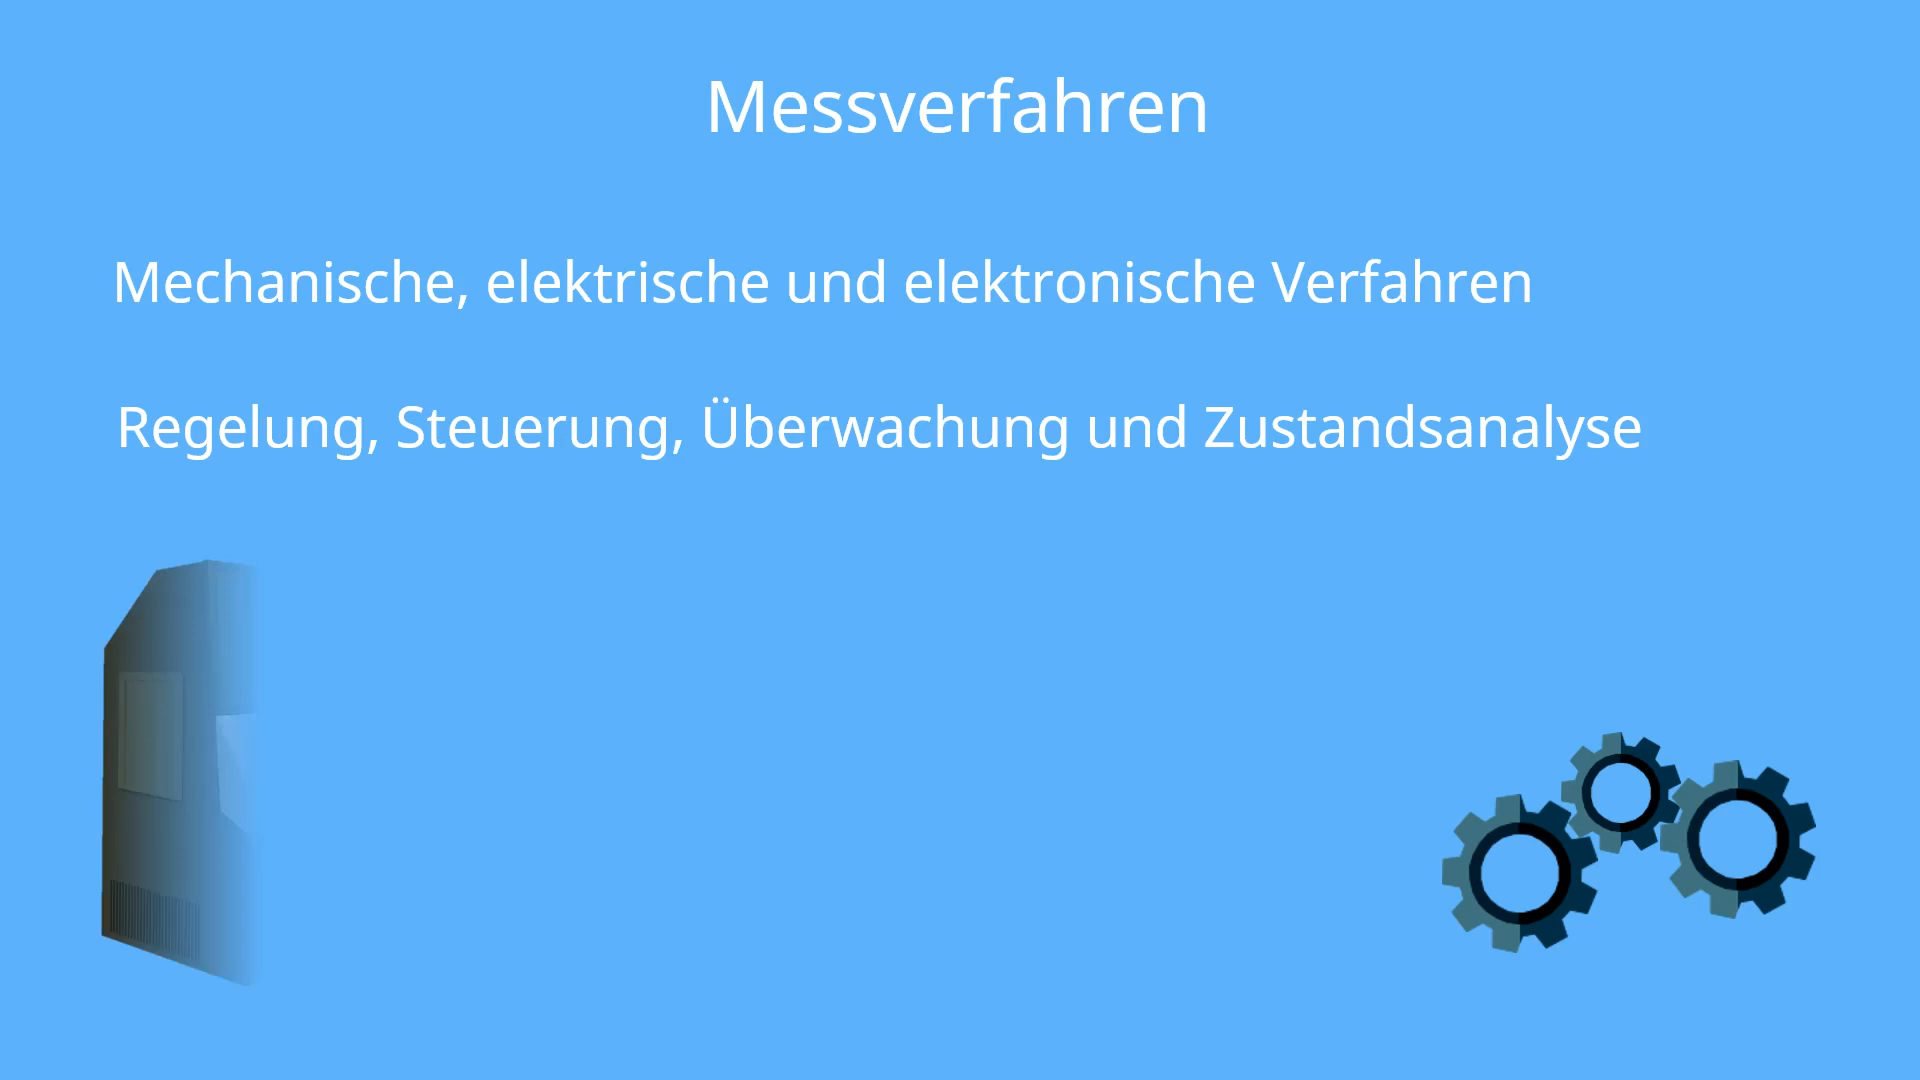 Messverfahren
Mechanische, elektrische und elektronische Verfahren
Regelung, Steuerung, Überwachung und Zustandsanalyse